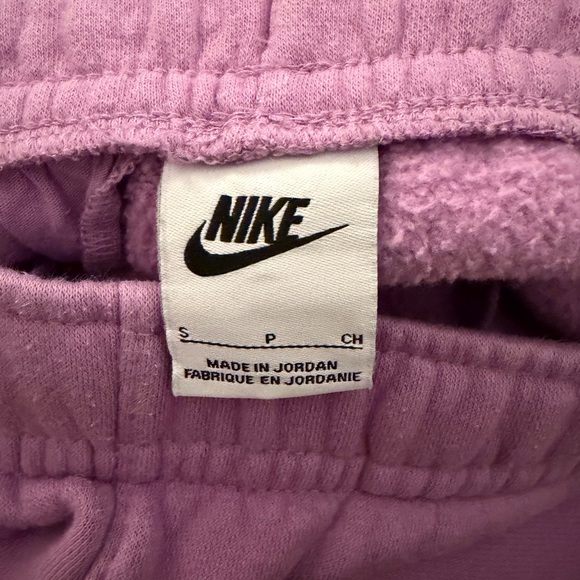 NIKE
S P CH
MADE IN JORDAN
FABRIQUE EN JORDANIE